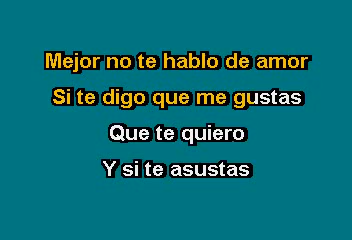 Mejor no te hablo de amor
Si te digo que me gustas
Que te quiero
Y si te asustas